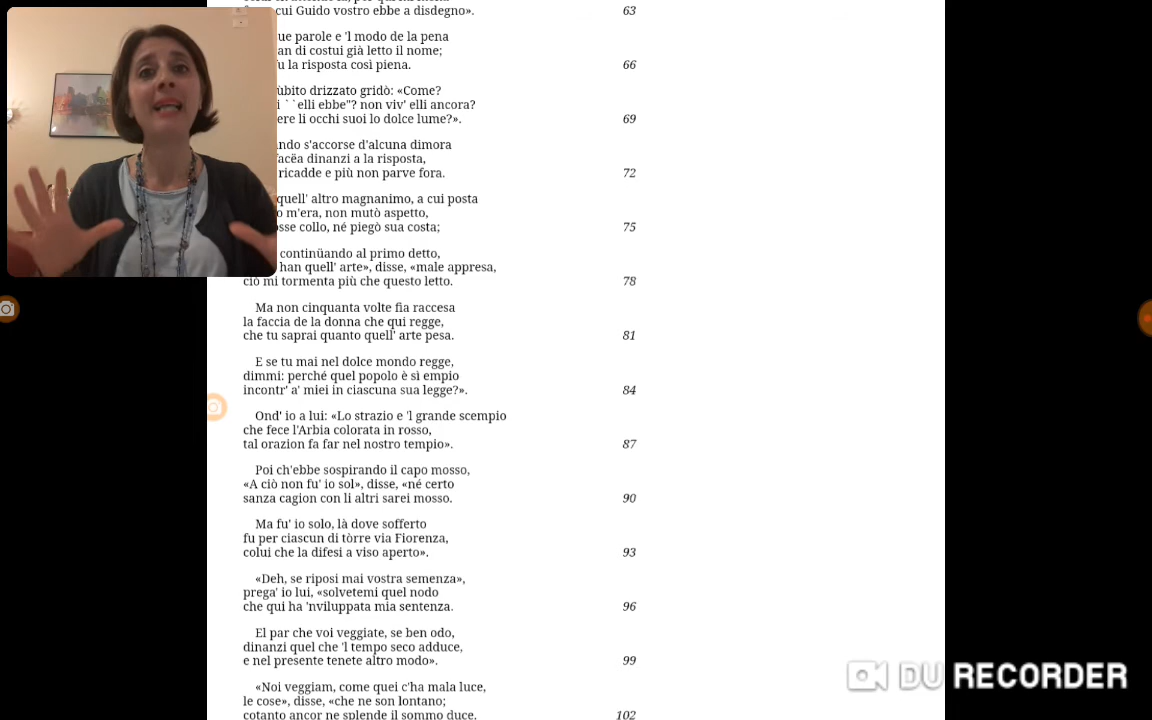 cui Guido vostro ebbe a disdegno».
63
ue parole e 'l modo de la pena
an di costui già letto il nome;
u la risposta così piena.
66
ùbito drizzato gridò: «Come?
i ``elli ebbe"? non viv' elli ancora?
ere li occhi suoi lo dolce lume?».
69
ndo s'accorse d'alcuna dimora
facëa dinanzi a la risposta,
ricadde e più non parve fora.
72
quell' altro magnanimo, a cui posta
o m'era, non mutò aspetto,
osse collo, né piegò sua costa;
75
continüando al primo detto,
han quell' arte», disse, «male appresa,
ciò mi tormenta più che questo letto.
78
Ma non cinquanta volte fia raccesa
la faccia de la donna che qui regge,
che tu saprai quanto quell' arte pesa.
81
E se tu mai nel dolce mondo regge,
dimmi: perché quel popolo è sì empio
incontr' a' miei in ciascuna sua legge?».
84
Ond' io a lui: «Lo strazio e 'l grande scempio
che fece l'Arbia colorata in rosso,
tal orazion fa far nel nostro tempio».
87
Poi ch'ebbe sospirando il capo mosso,
«A ciò non fu' io sol», disse, «né certo
sanza cagion con li altri sarei mosso.
90
Ma fu' io solo, là dove sofferto
fu per ciascun di tòrre via Fiorenza,
colui che la difesi a viso aperto».
93
«Deh, se riposi mai vostra semenza»,
prega' io lui, «solvetemi quel nodo
che qui ha 'nviluppata mia sentenza.
96
El par che voi veggiate, se ben odo,
dinanzi quel che 'l tempo seco adduce,
e nel presente tenete altro modo».
99
«Noi veggiam, come quei c'ha mala luce,
le cose», disse, «che ne son lontano;
cotanto ancor ne splende il sommo duce.
102
DU RECORDER